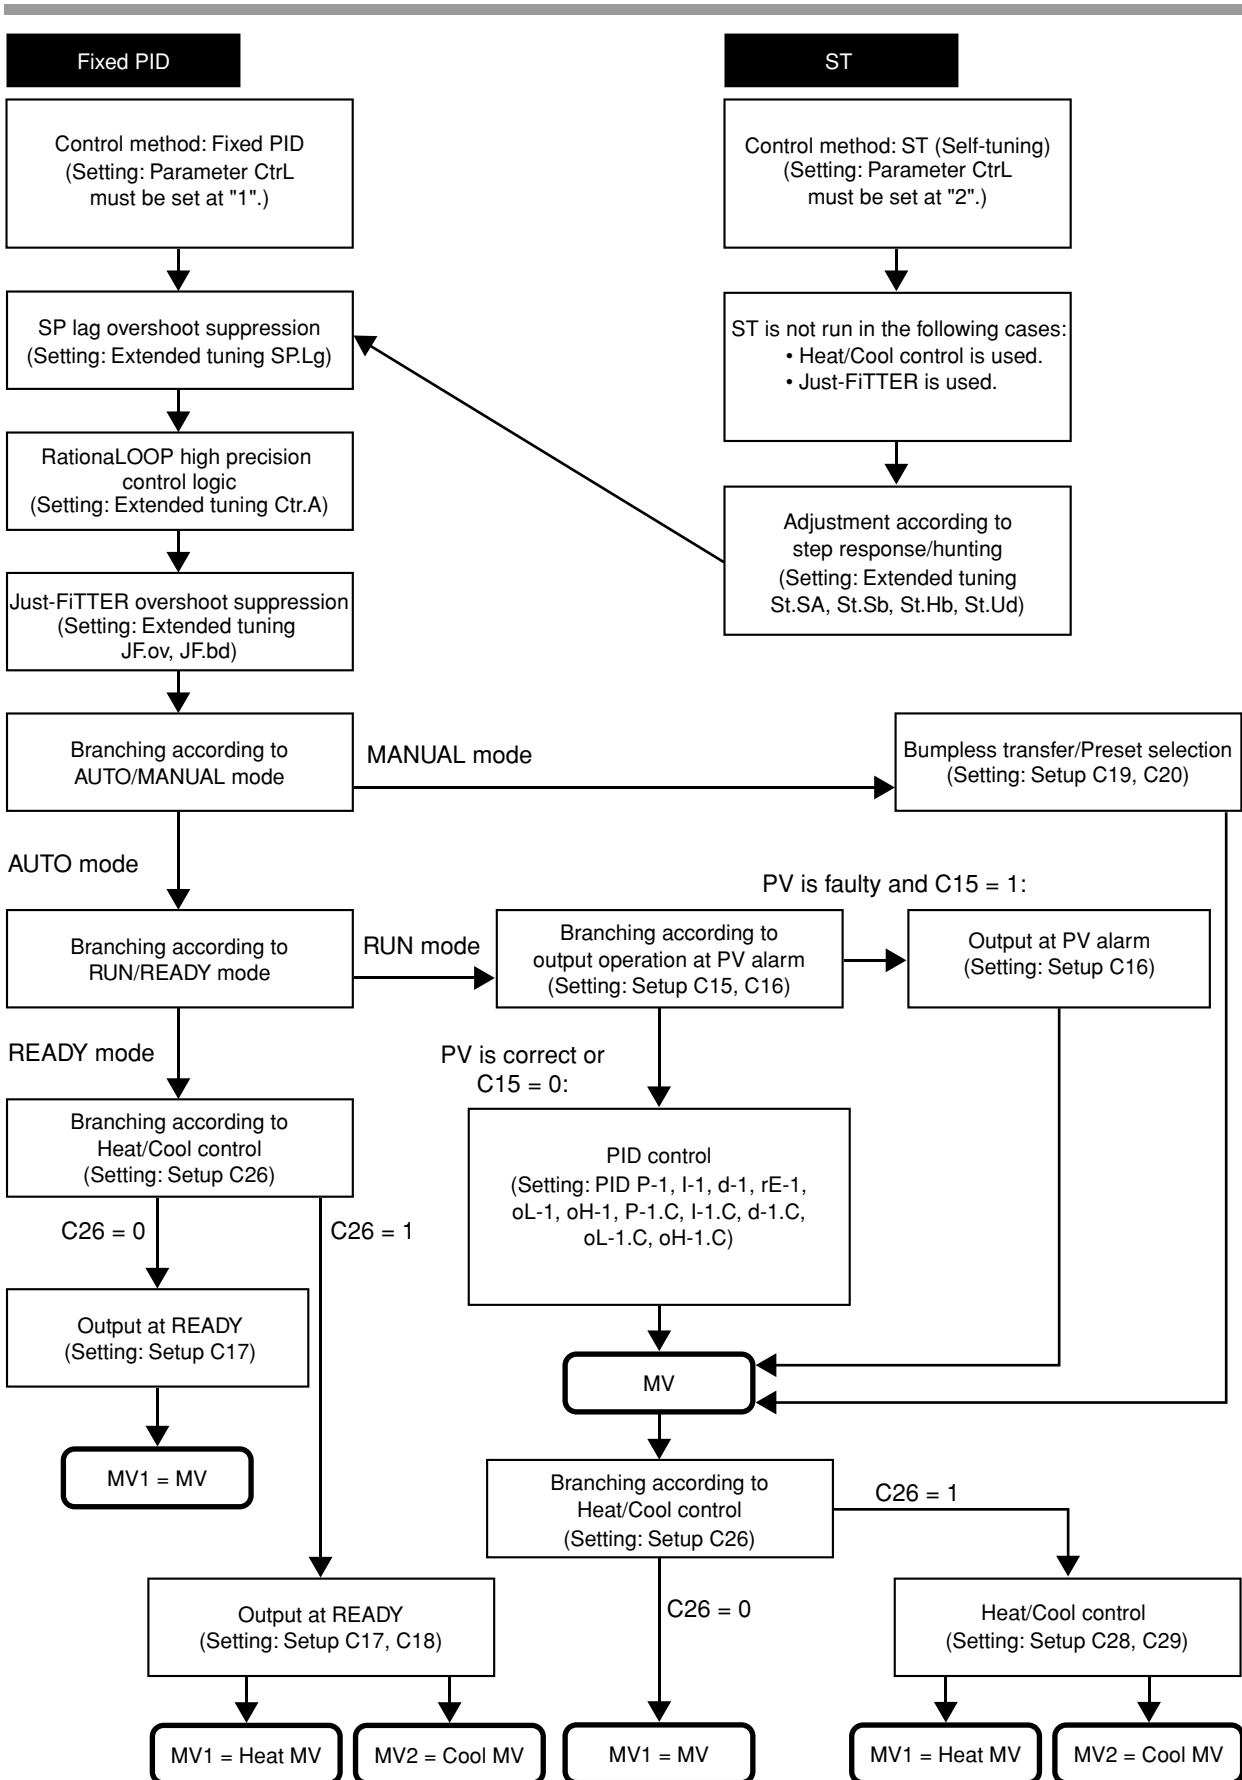 Fixed PID
Control method: Fixed PID
(Setting: Parameter CtrL
must be set at "1".)
SP lag overshoot suppression
(Setting: Extended tuning SP.Lg)
RationaLOOP high precision
control logic
(Setting: Extended tuning Ctr.A)
Just-FiTTER overshoot suppression
(Setting: Extended tuning
JF.ov, JF.bd)
ST
Control method: ST (Self-tuning)
(Setting: Parameter CtrL
must be set at "2".)
ST is not run in the following cases:
• Heat/Cool control is used.
• Just-FiTTER is used.
Adjustment according to
step response/hunting
(Setting: Extended tuning
St.SA, St.Sb, St.Hb, St.Ud)
Branching according to
AUTO/MANUAL mode
MANUAL mode
Bumpless transfer/Preset selection
(Setting: Setup C19, C20)
AUTO mode
Branching according to
RUN/READY mode
RUN mode
Branching according to
output operation at PV alarm
(Setting: Setup C15, C16)
PV is faulty and C15 = 1:
Output at PV alarm
(Setting: Setup C16)
READY mode
PV is correct or
C15 = 0:
Branching according to
Heat/Cool control
(Setting: Setup C26)
PID control
(Setting: PID P-1, I-1, d-1, rE-1,
oL-1, oH-1, P-1.C, I-1.C, d-1.C,
oL-1.C, oH-1.C)
C26 = 0
C26 = 1
Output at READY
(Setting: Setup C17)
MV
MV1 = MV
Branching according to
Heat/Cool control
(Setting: Setup C26)
C26 = 1
C26 = 0
Output at READY
(Setting: Setup C17, C18)
Heat/Cool control
(Setting: Setup C28, C29)
MV1 = Heat MV
MV2 = Cool MV
MV1 = MV
MV1 = Heat MV
MV2 = Cool MV